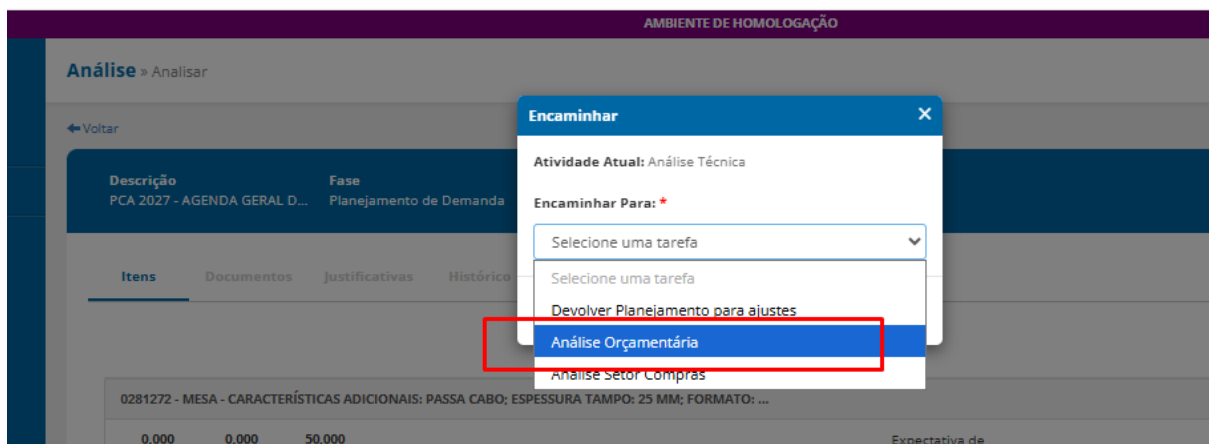 AMBIENTE DE HOMOLOGAÇÃO
Análise » Analisar
Voltar
Encaminhar ×
Atividade Atual: Análise Técnica
Descrição Fase
PCA 2027 - AGENDA GERAL D... Planejamento de Demanda
Encaminhar Para: *
Selecione uma tarefa
Itens Documentos Justificativas Histórico
Selecione uma tarefa
Devolver Planejamento para ajustes
Análise Orçamentária
Análise Setor Compras
0281272 - MESA - CARACTERÍSTICAS ADICIONAIS: PASSA CABO; ESPESSURA TAMPO: 25 MM; FORMATO: ...
0.000 0.000 50.000 Expectativa de